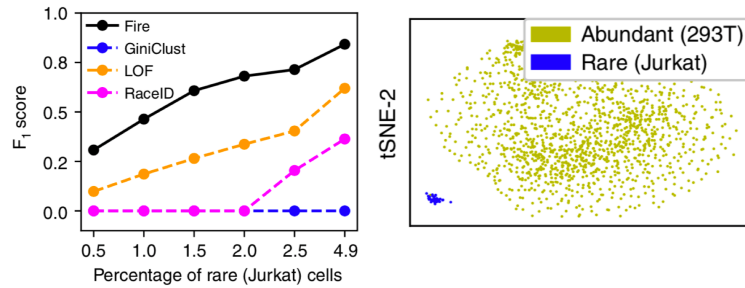 1.0
0.8
0.5
0.2
0.0
F1 score
Fire
GiniClust
LOF
RaceID
0.5 1.0 1.5 2.0 2.5 4.9
Percentage of rare (Jurkat) cells
tSNE-2
Abundant (293T)
Rare (Jurkat)